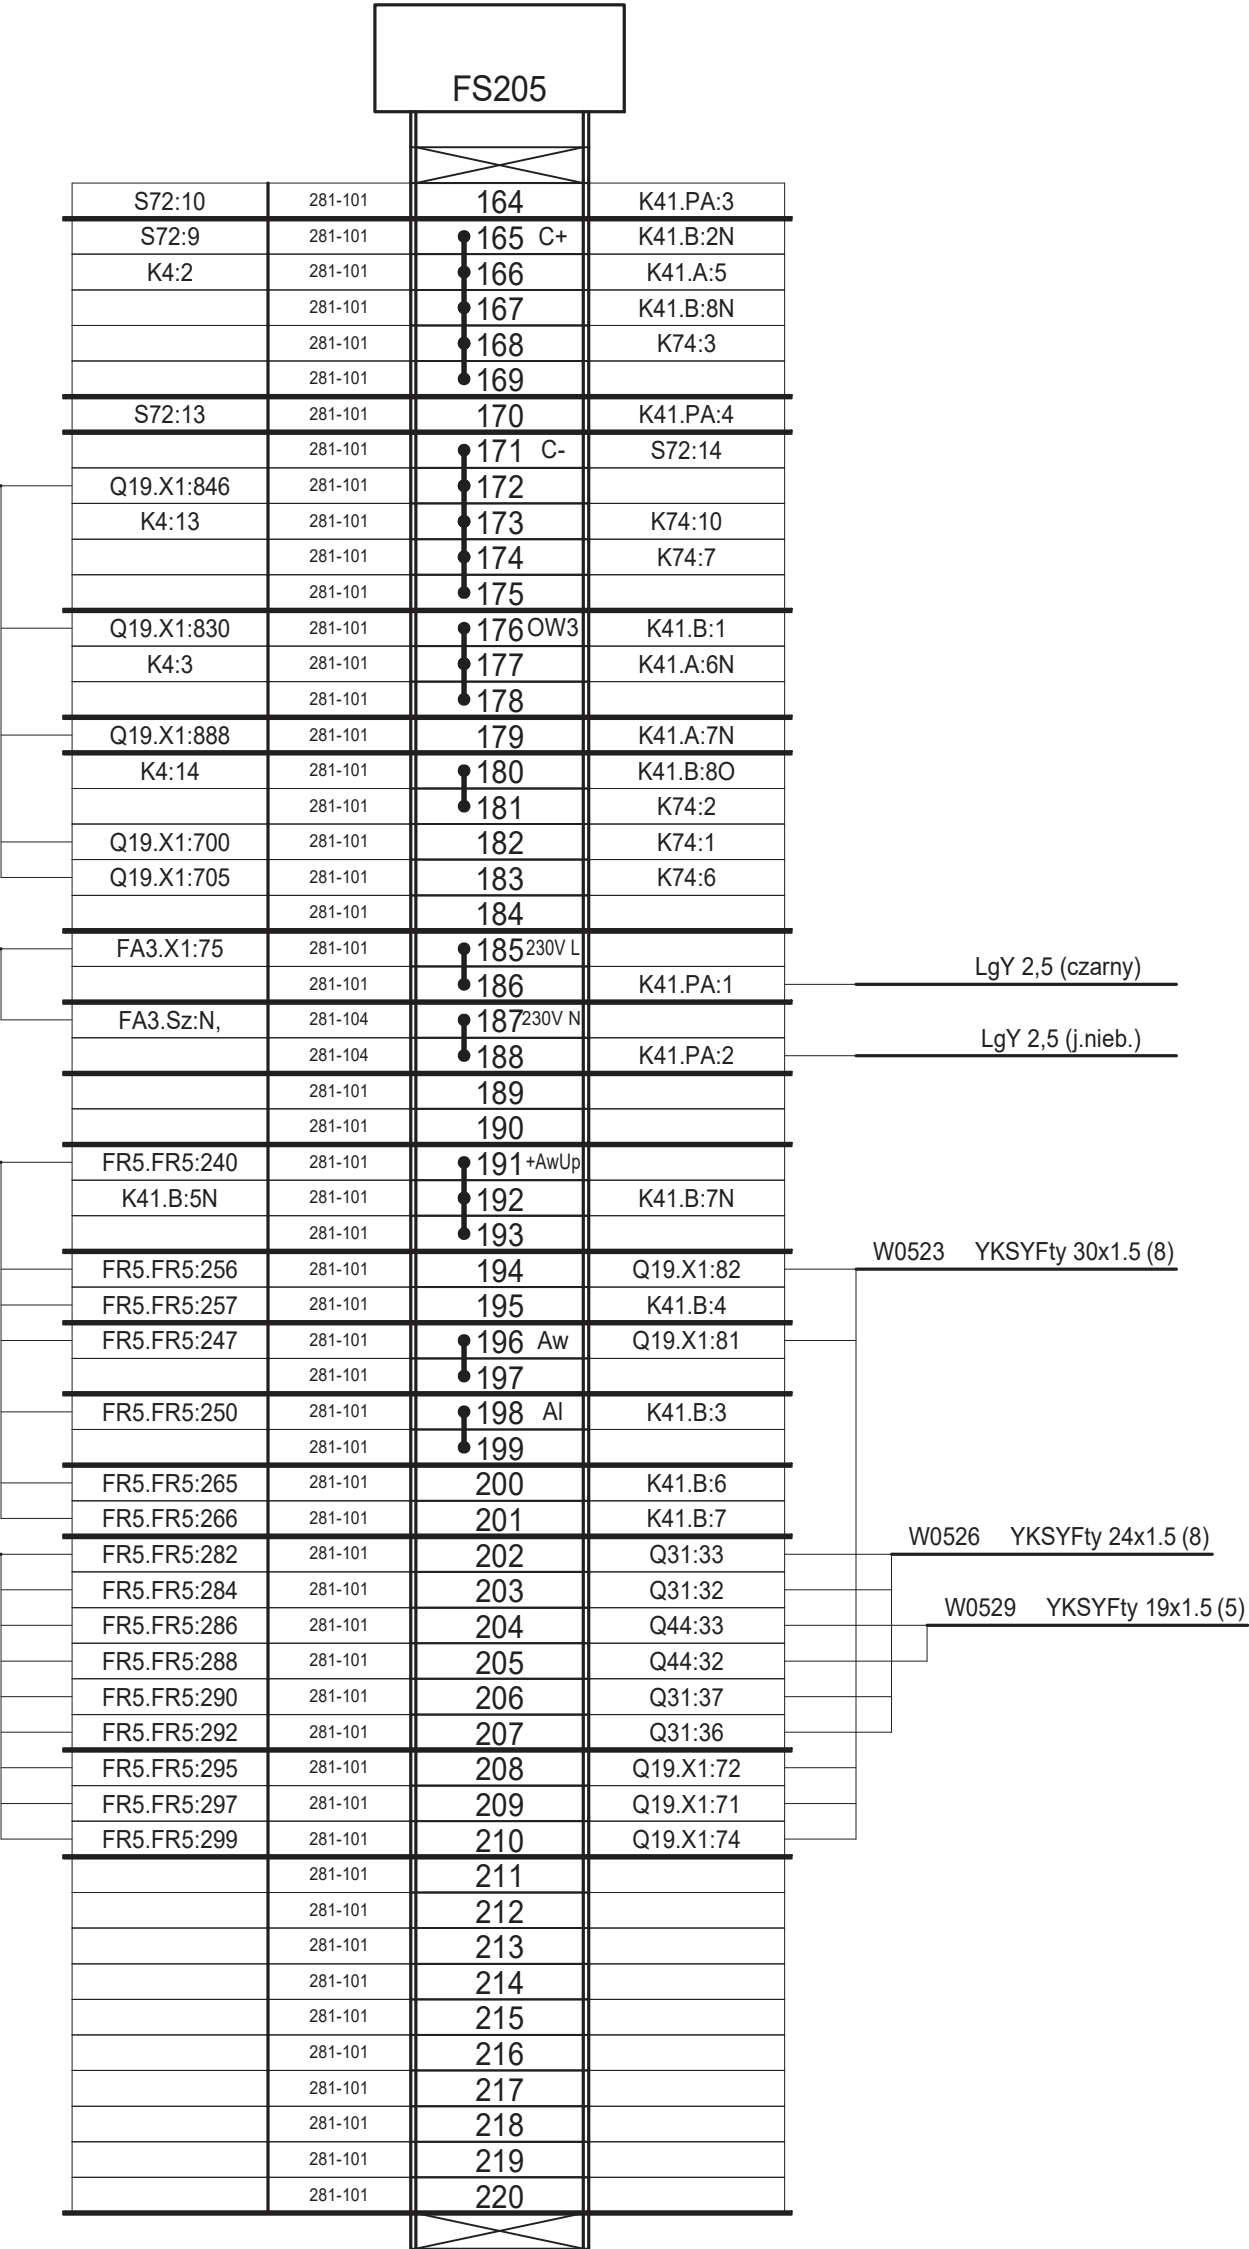 FS205
S72:10 281-101 164 K41.PA:3
S72:9 281-101 165 C+ K41.B:2N
K4:2 281-101 166 K41.A:5
281-101 167 K41.B:8N
281-101 168 K74:3
281-101 169
S72:13 281-101 170 K41.PA:4
281-101 171 C- S72:14
Q19.X1:846 281-101 172
K4:13 281-101 173 K74:10
281-101 174 K74:7
281-101 175
Q19.X1:830 281-101 176 OW3 K41.B:1
K4:3 281-101 177 K41.A:6N
281-101 178
Q19.X1:888 281-101 179 K41.A:7N
K4:14 281-101 180 K41.B:8O
281-101 181 K74:2
Q19.X1:700 281-101 182 K74:1
Q19.X1:705 281-101 183 K74:6
281-101 184
FA3.X1:75 281-101 185 230V L
LgY 2,5 (czarny)
281-101 186 K41.PA:1
FA3.Sz:N, 281-104 187 230V N
LgY 2,5 (j.nieb.)
281-104 188 K41.PA:2
281-101 189
281-101 190
FR5.FR5:240 281-101 191 +AwUp
K41.B:5N 281-101 192 K41.B:7N
281-101 193
W0523 YKSYFty 30x1.5 (8)
FR5.FR5:256 281-101 194 Q19.X1:82
FR5.FR5:257 281-101 195 K41.B:4
FR5.FR5:247 281-101 196 Aw Q19.X1:81
281-101 197
FR5.FR5:250 281-101 198 Al K41.B:3
281-101 199
FR5.FR5:265 281-101 200 K41.B:6
FR5.FR5:266 281-101 201 K41.B:7
W0526 YKSYFty 24x1.5 (8)
FR5.FR5:282 281-101 202 Q31:33
FR5.FR5:284 281-101 203 Q31:32
W0529 YKSYFty 19x1.5 (5)
FR5.FR5:286 281-101 204 Q44:33
FR5.FR5:288 281-101 205 Q44:32
FR5.FR5:290 281-101 206 Q31:37
FR5.FR5:292 281-101 207 Q31:36
FR5.FR5:295 281-101 208 Q19.X1:72
FR5.FR5:297 281-101 209 Q19.X1:71
FR5.FR5:299 281-101 210 Q19.X1:74
281-101 211
281-101 212
281-101 213
281-101 214
281-101 215
281-101 216
281-101 217
281-101 218
281-101 219
281-101 220